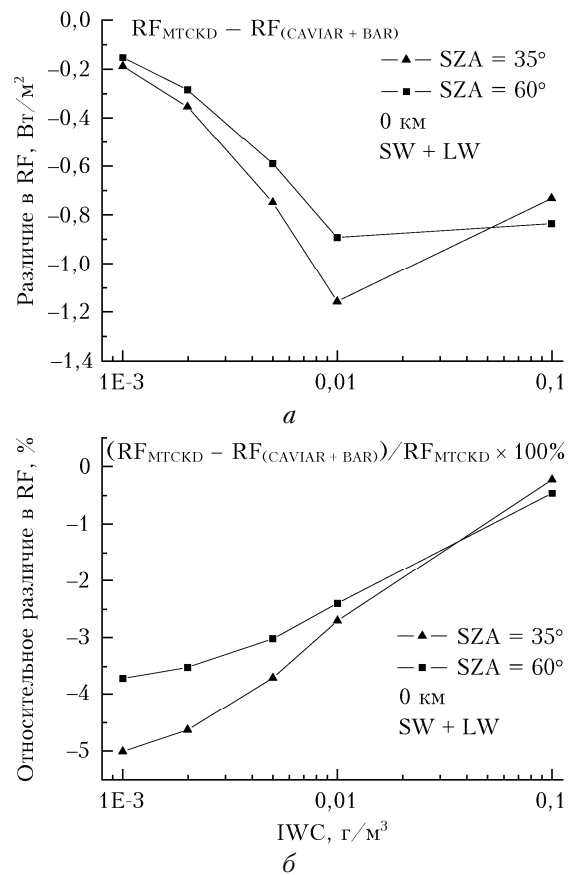 RF_MTCKD – RF_(CAVIAR + BAR)
SZA = 35°
SZA = 60°
0 км
SW + LW
Различие в RF, Вт/м²
0,0
–0,2
–0,4
–0,6
–0,8
–1,0
–1,2
–1,4
1E-3
0,01
0,1
а
(RF_MTCKD – RF_(CAVIAR + BAR))/RF_MTCKD × 100%
Относительное различие в RF, %
0
–1
–2
–3
–4
–5
SZA = 35°
SZA = 60°
0 км
SW + LW
1E-3
0,01
0,1
IWC, г/м³
б